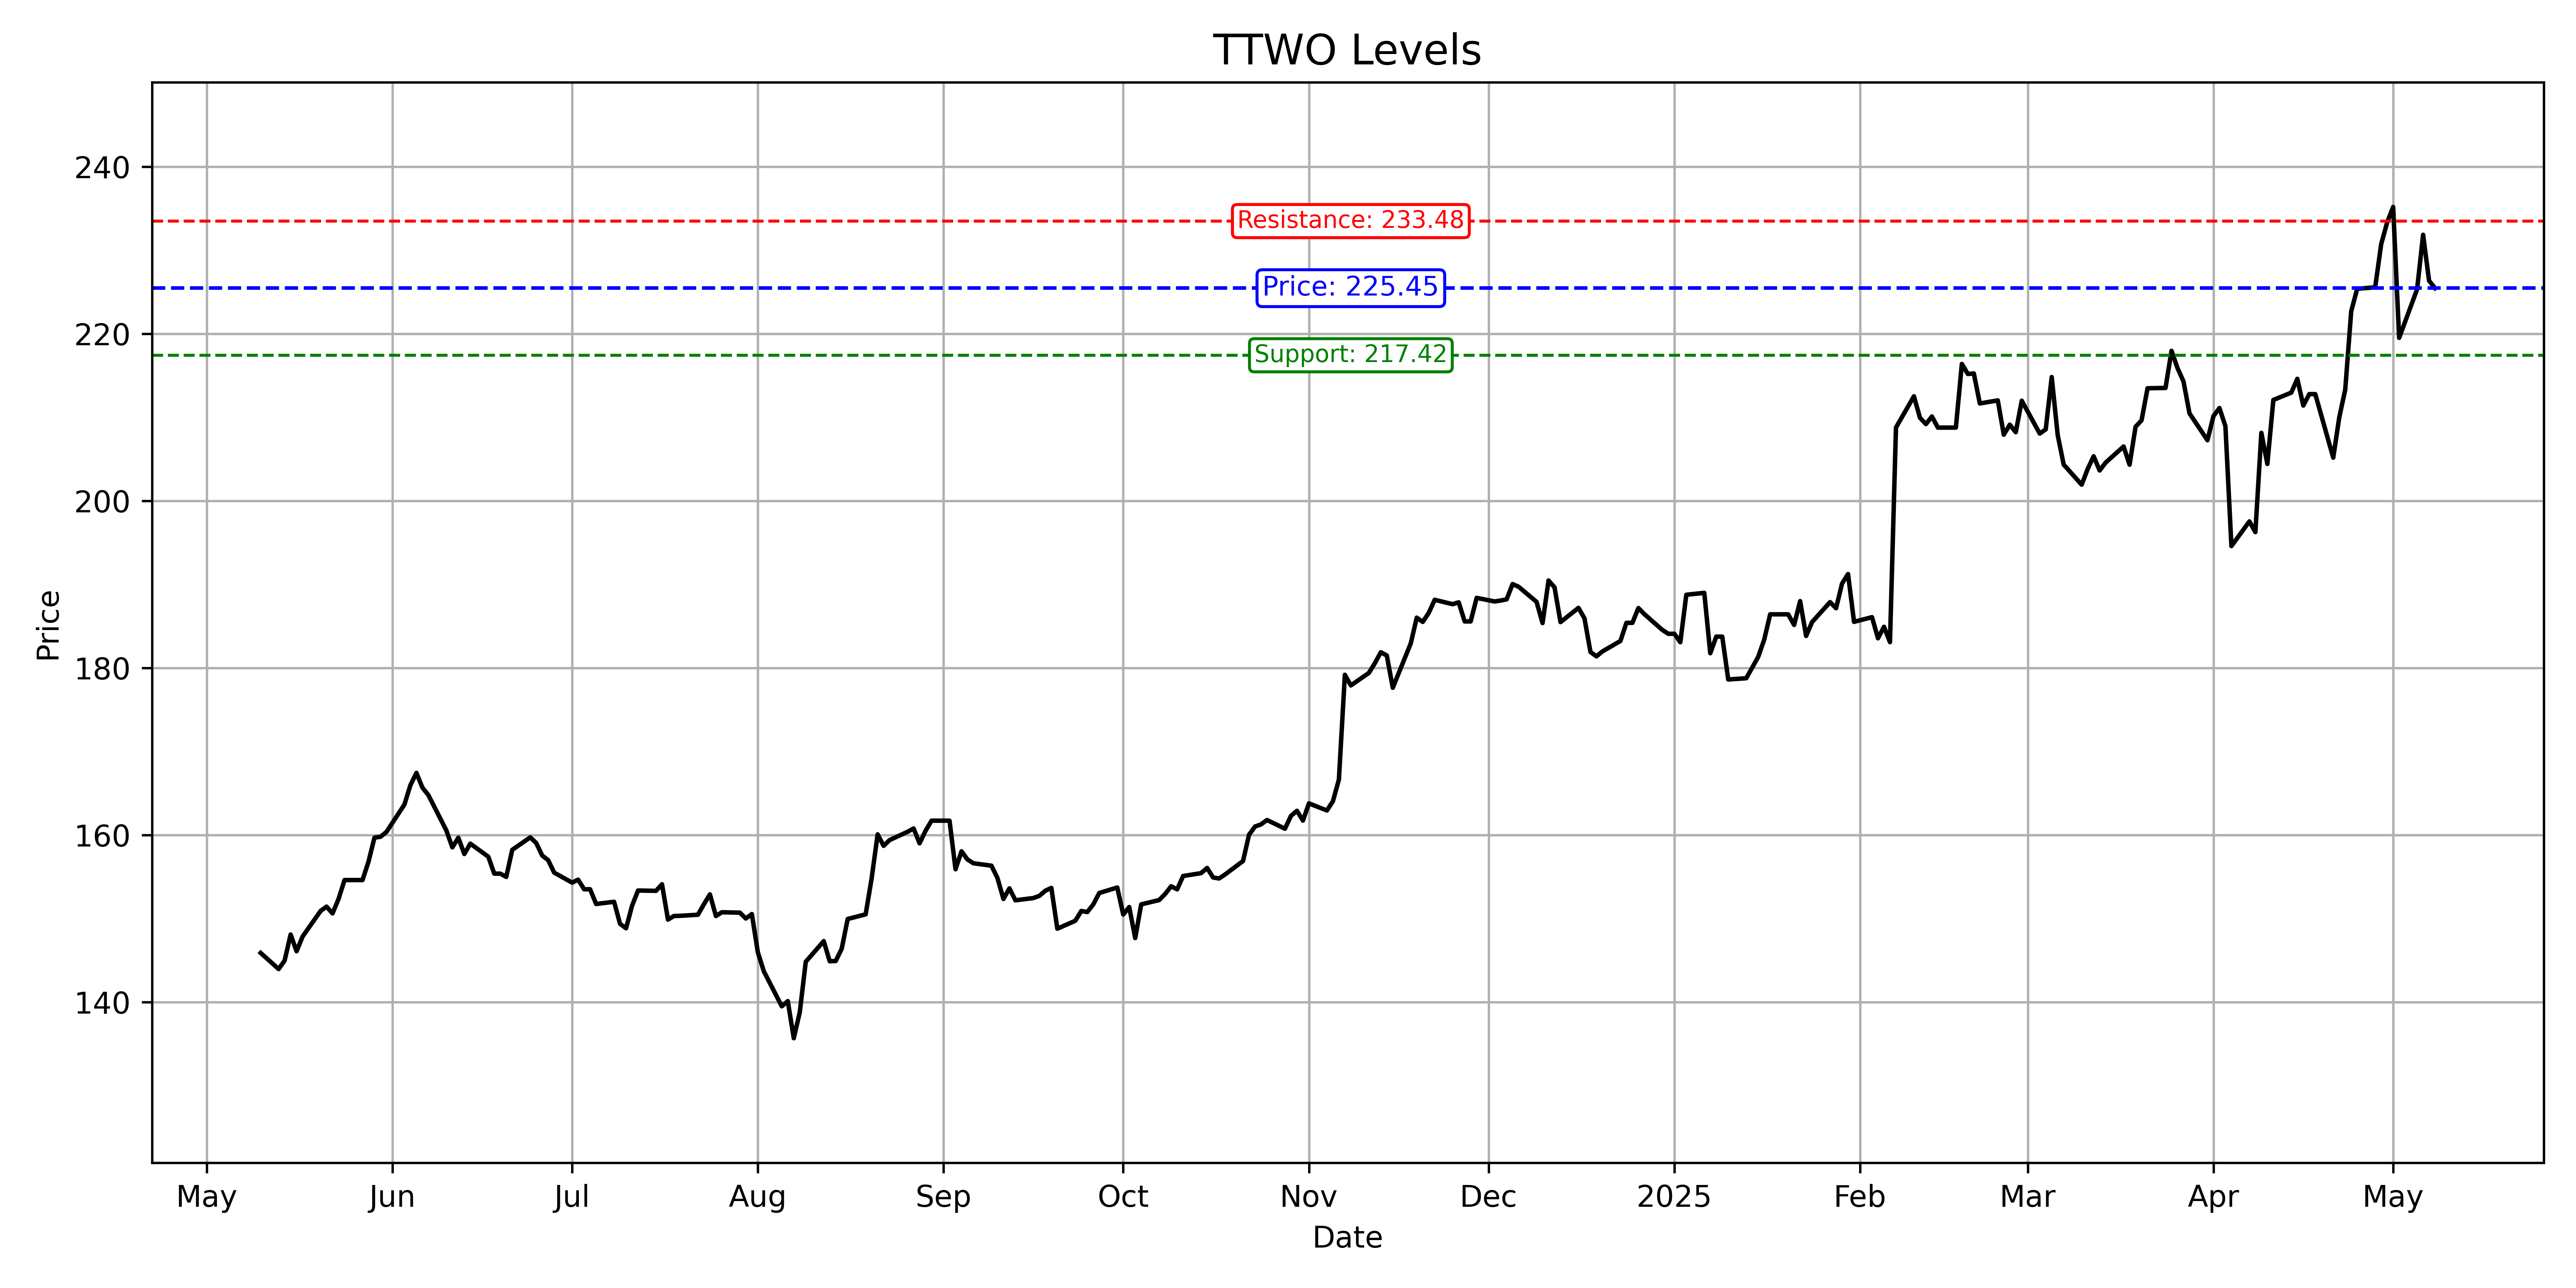 TTWO Levels
240
220
200
180
160
140
Price
Resistance: 233.48
Price: 225.45
Support: 217.42
May Jun Jul Aug Sep Oct Nov Dec 2025 Feb Mar Apr May
Date